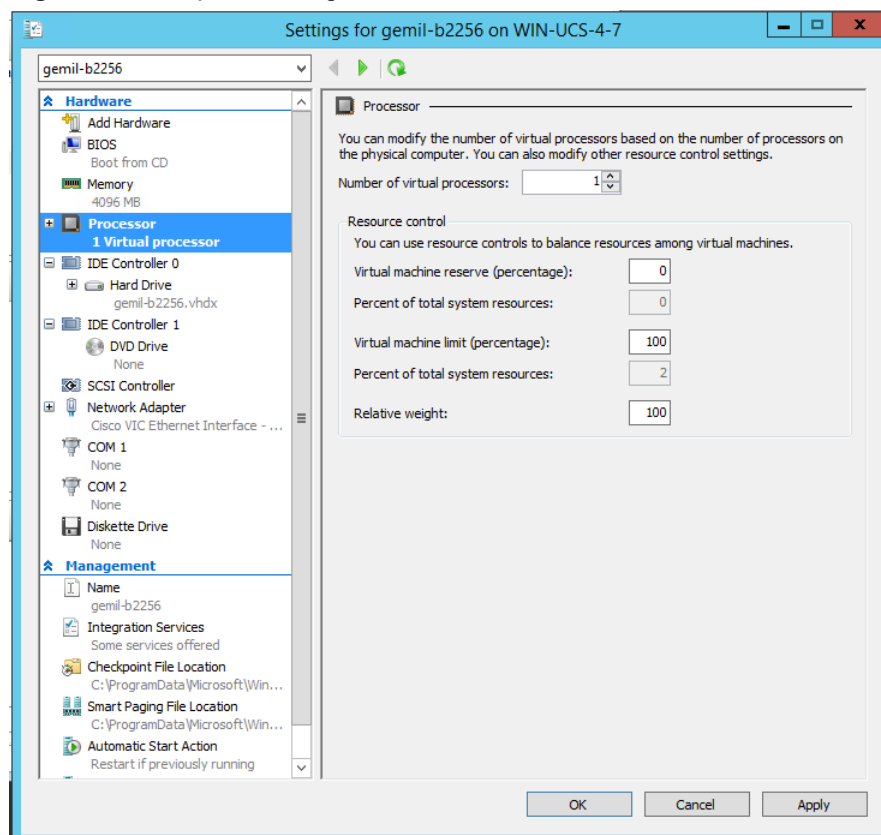 Settings for gemil-b2256 on WIN-UCS-4-7
gemil-b2256
Hardware
Add Hardware
BIOS
Boot from CD
Memory
4096 MB
Processor
1 Virtual processor
IDE Controller 0
Hard Drive
gemil-b2256.vhdx
IDE Controller 1
DVD Drive
None
SCSI Controller
Network Adapter
Cisco VIC Ethernet Interface - ...
COM 1
None
COM 2
None
Diskette Drive
None
Management
Name
gemil-b2256
Integration Services
Some services offered
Checkpoint File Location
C:\ProgramData\Microsoft\Win...
Smart Paging File Location
C:\ProgramData\Microsoft\Win...
Automatic Start Action
Restart if previously running
Processor
You can modify the number of virtual processors based on the number of processors on
the physical computer. You can also modify other resource control settings.
Number of virtual processors: 1
Resource control
You can use resource controls to balance resources among virtual machines.
Virtual machine reserve (percentage): 0
Percent of total system resources: 0
Virtual machine limit (percentage): 100
Percent of total system resources: 2
Relative weight: 100
OK Cancel Apply